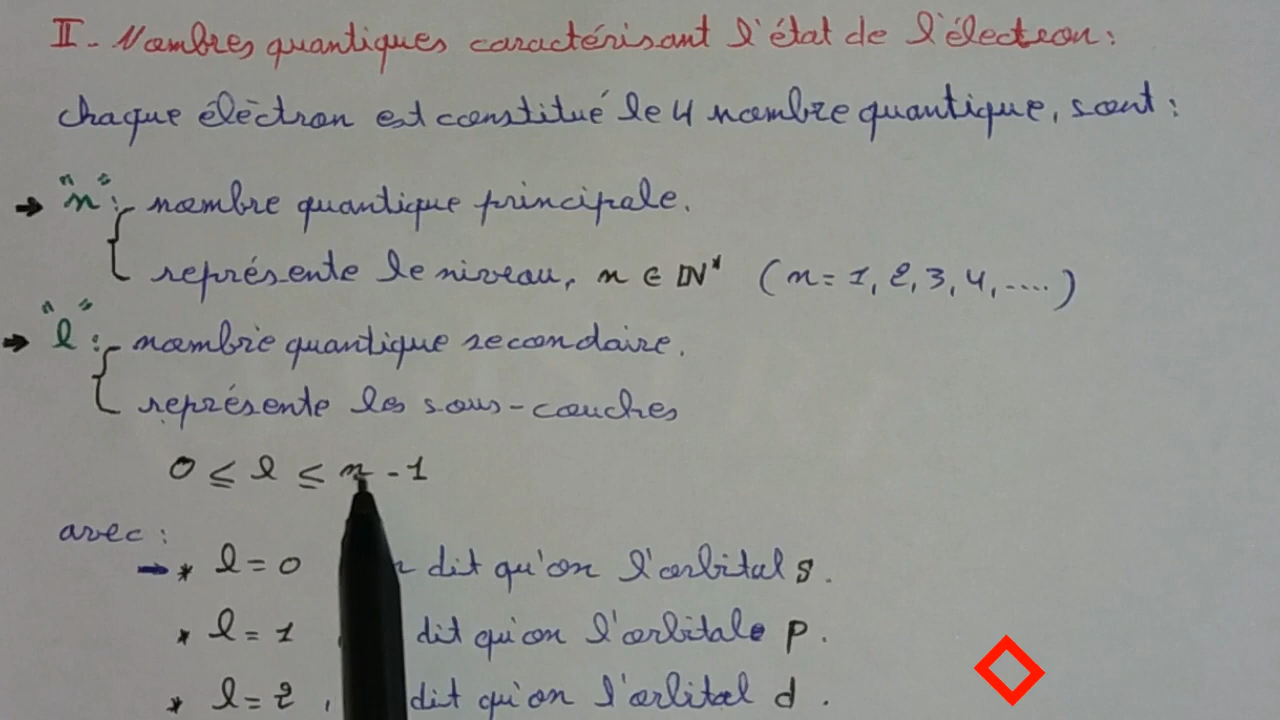 II - Nombres quantiques caractérisant l'état de l'électron :
chaque élèctron est constitué le 4 nombre quantique, sont :
→ "n" : nombre quantique principale.
représente le niveau, n ∈ ℕ* (n = 1, 2, 3, 4, ....)
→ "l" : nombre quantique secondaire.
représente les sous-couches
0 ≤ l ≤ n - 1
avec :
→ * l = 0 dit qu'on l'orbital s.
* l = 1 dit qu'on l'orbitale p.
* l = 2, dit qu'on l'orbital d.